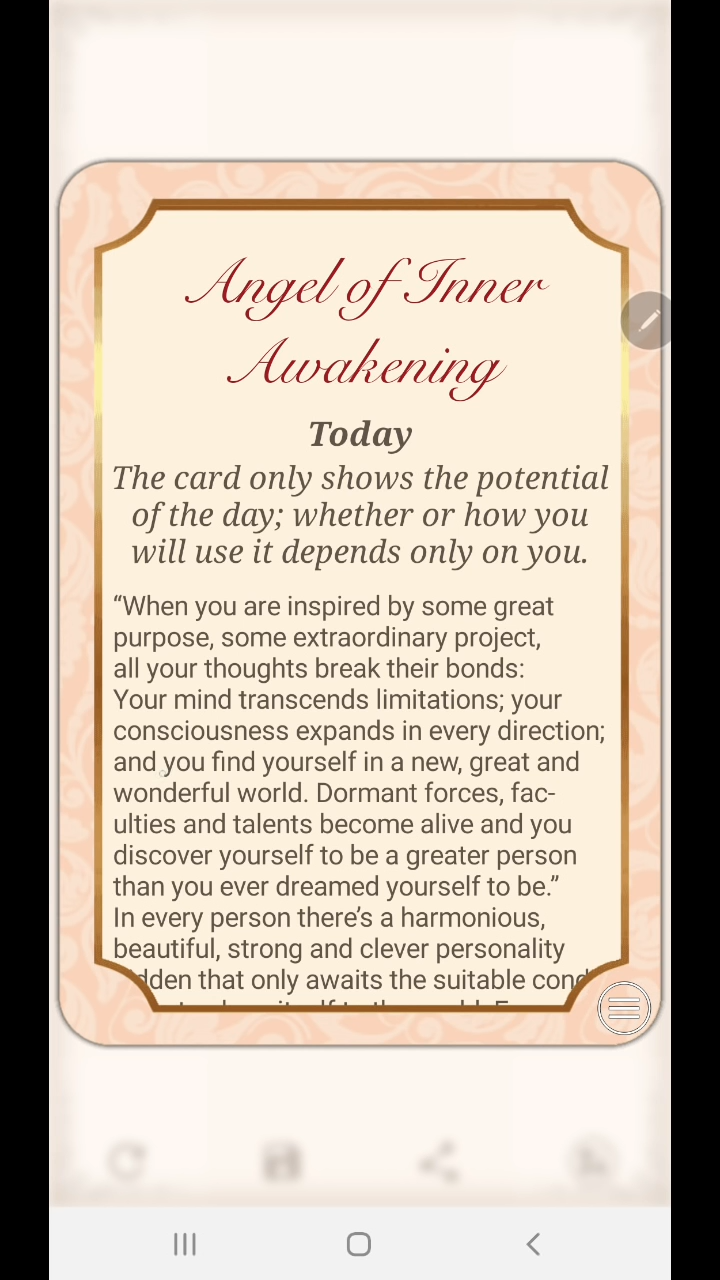 Angel of Inner
Awakening
Today
The card only shows the potential
of the day; whether or how you
will use it depends only on you.
“When you are inspired by some great
purpose, some extraordinary project,
all your thoughts break their bonds:
Your mind transcends limitations; your
consciousness expands in every direction;
and you find yourself in a new, great and
wonderful world. Dormant forces, fac-
ulties and talents become alive and you
discover yourself to be a greater person
than you ever dreamed yourself to be.”
In every person there’s a harmonious,
beautiful, strong and clever personality
that only awaits the suitable